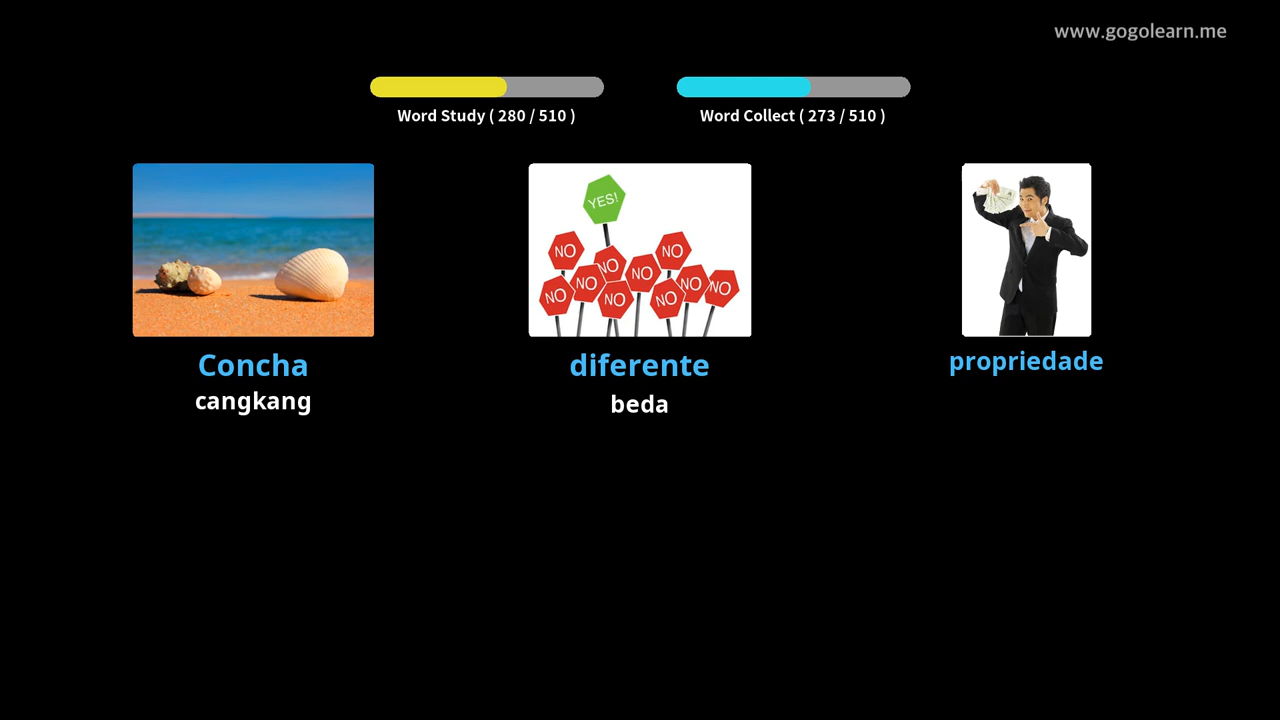 www.gogolearn.me
Word Study ( 280 / 510 )
Word Collect ( 273 / 510 )
YES!
NO
NO
NO
NO
NO
NO
NO
NO
NO
NO
Concha
cangkang
diferente
beda
propriedade